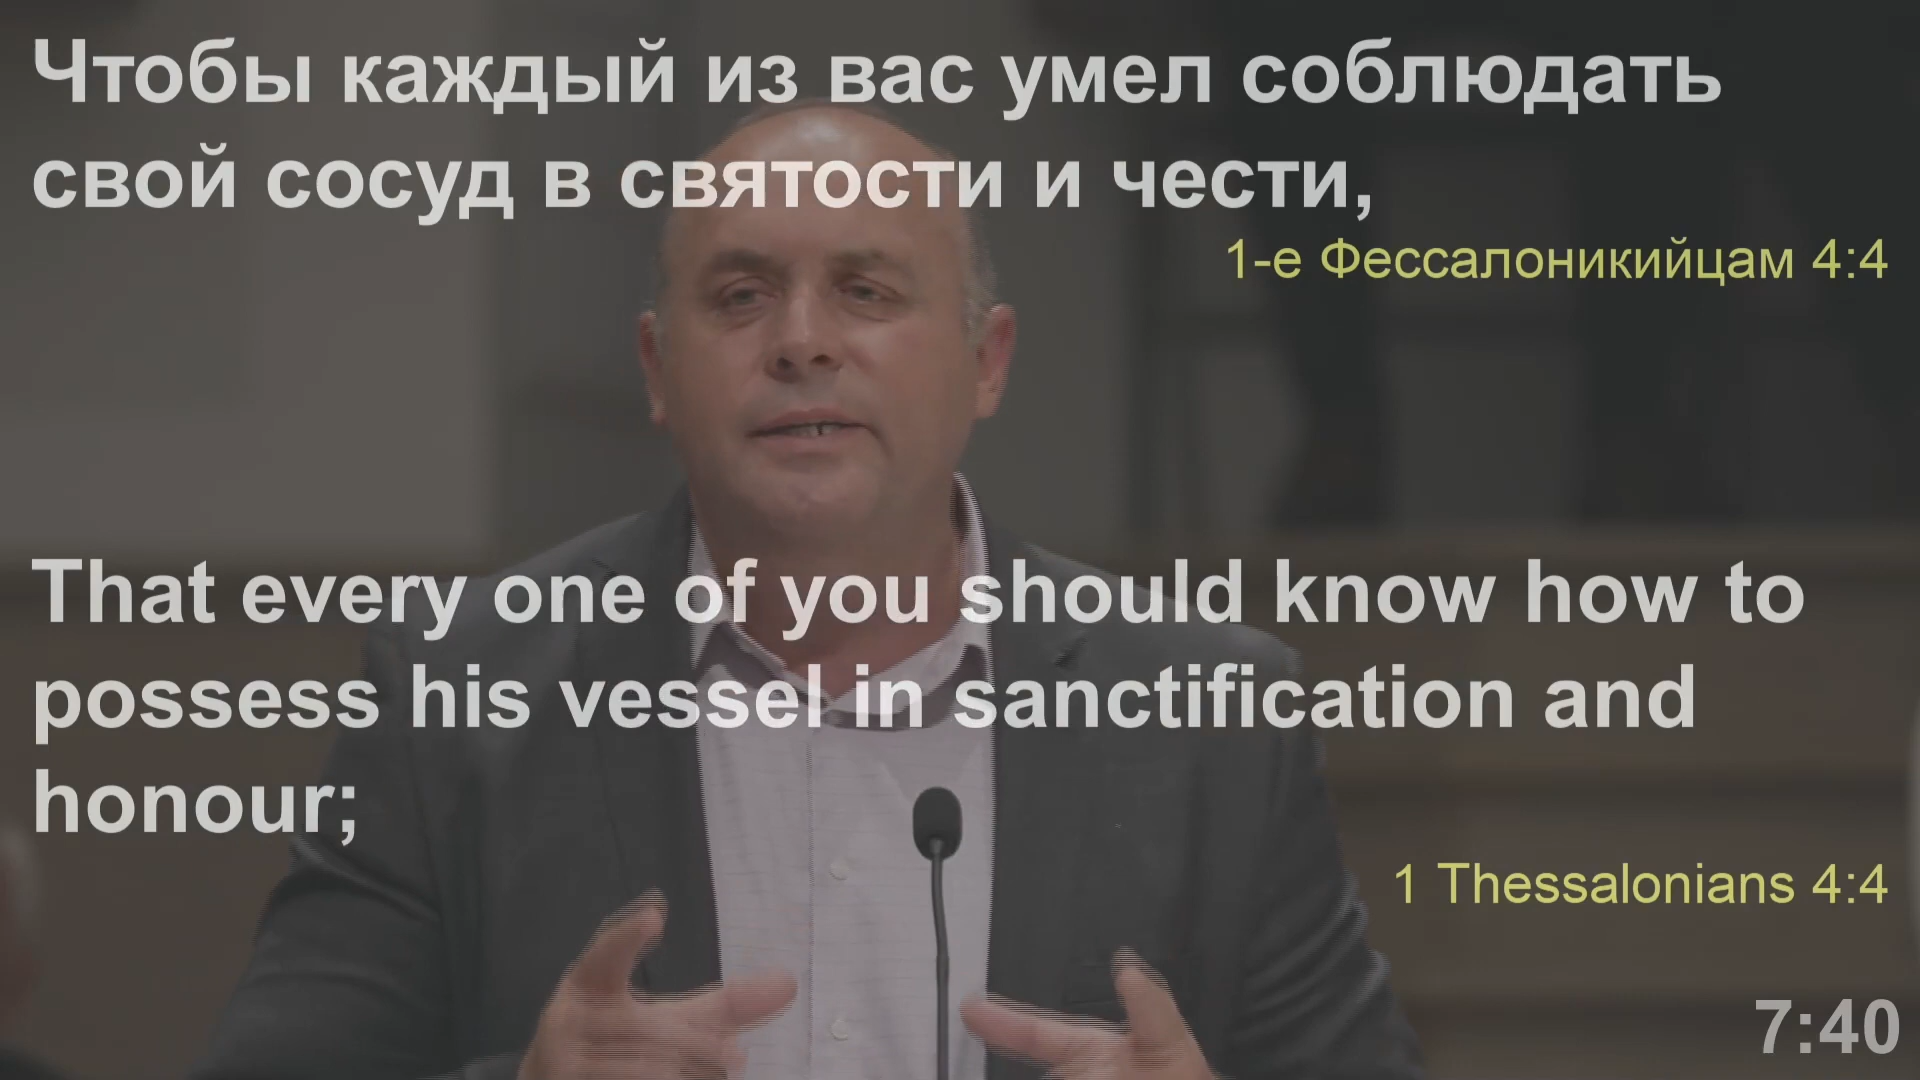 Чтобы каждый из вас умел соблюдать
свой сосуд в святости и чести,
1-е Фессалоникийцам 4:4
That every one of you should know how to
possess his vessel in sanctification and
honour;
1 Thessalonians 4:4
7:40